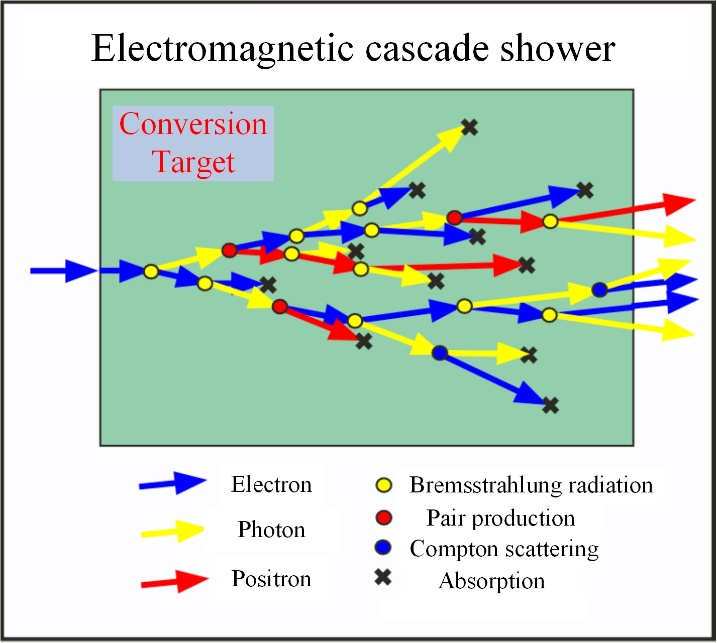 Electromagnetic cascade shower
Conversion
Target
Electron
Photon
Positron
Bremsstrahlung radiation
Pair production
Compton scattering
Absorption